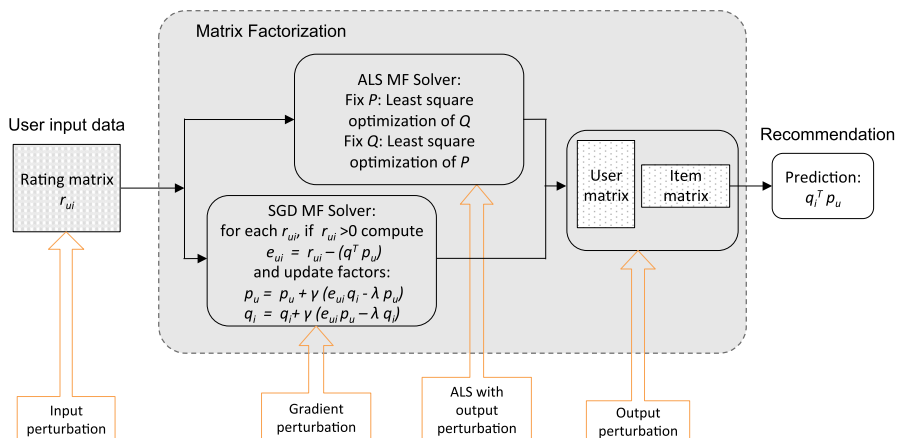 Matrix Factorization
User input data
Rating matrix
r_ui
ALS MF Solver:
Fix P: Least square
optimization of Q
Fix Q: Least square
optimization of P
SGD MF Solver:
for each r_ui, if r_ui >0 compute
e_ui = r_ui – (q^T p_u)
and update factors:
p_u = p_u + γ (e_ui q_i - λ p_u)
q_i = q_i + γ (e_ui p_u – λ q_i)
User
matrix
Item
matrix
Recommendation
Prediction:
q_i^T p_u
Input
perturbation
Gradient
perturbation
ALS with
output
perturbation
Output
perturbation